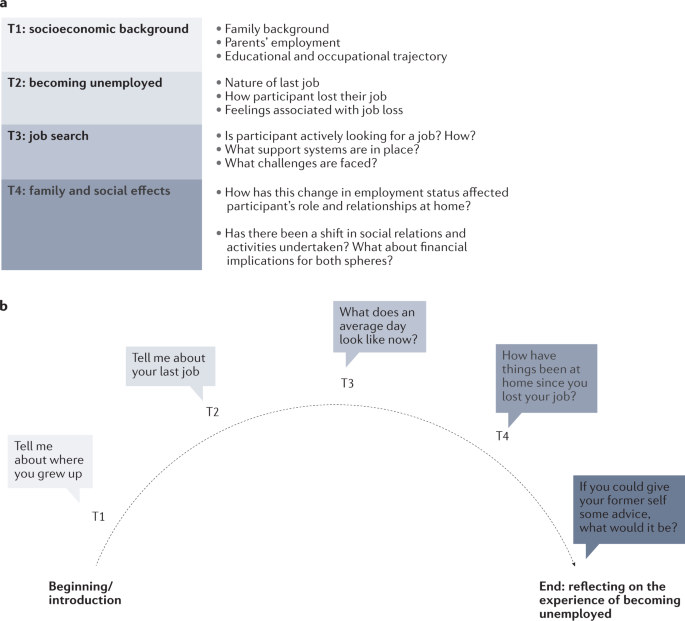 a
T1: socioeconomic background
• Family background
• Parents' employment
• Educational and occupational trajectory
T2: becoming unemployed
• Nature of last job
• How participant lost their job
• Feelings associated with job loss
T3: job search
• Is participant actively looking for a job? How?
• What support systems are in place?
• What challenges are faced?
T4: family and social effects
• How has this change in employment status affected
participant's role and relationships at home?
• Has there been a shift in social relations and
activities undertaken? What about financial
implications for both spheres?
b
What does an
average day
look like now?
T3
Tell me about
your last job
T2
How have
things been at
home since you
lost your job?
T4
Tell me
about where
you grew up
T1
If you could give
your former self
some advice,
what would it be?
Beginning/
introduction
End: reflecting on the
experience of becoming
unemployed